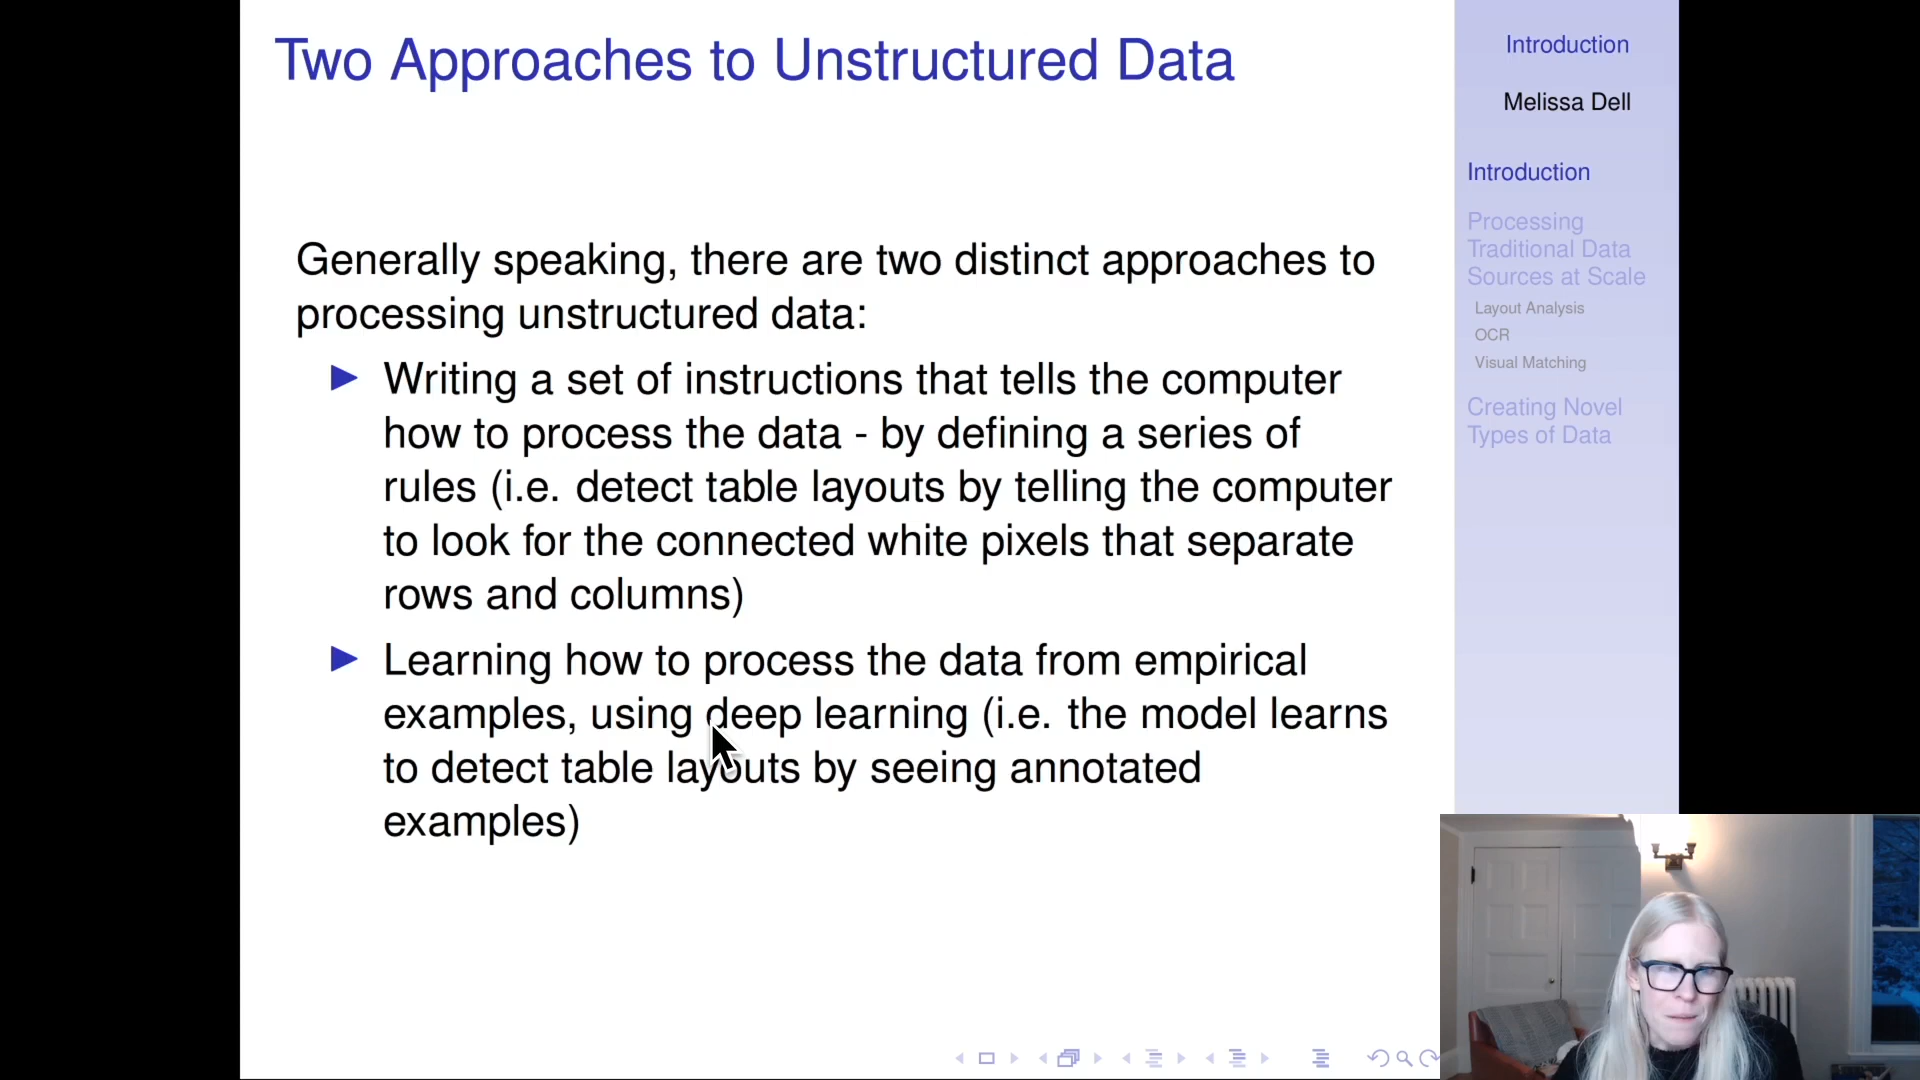 Two Approaches to Unstructured Data
Generally speaking, there are two distinct approaches to
processing unstructured data:
Writing a set of instructions that tells the computer
how to process the data - by defining a series of
rules (i.e. detect table layouts by telling the computer
to look for the connected white pixels that separate
rows and columns)
Learning how to process the data from empirical
examples, using deep learning (i.e. the model learns
to detect table layouts by seeing annotated
examples)
Introduction
Melissa Dell
Introduction
Processing
Traditional Data
Sources at Scale
Layout Analysis
OCR
Visual Matching
Creating Novel
Types of Data